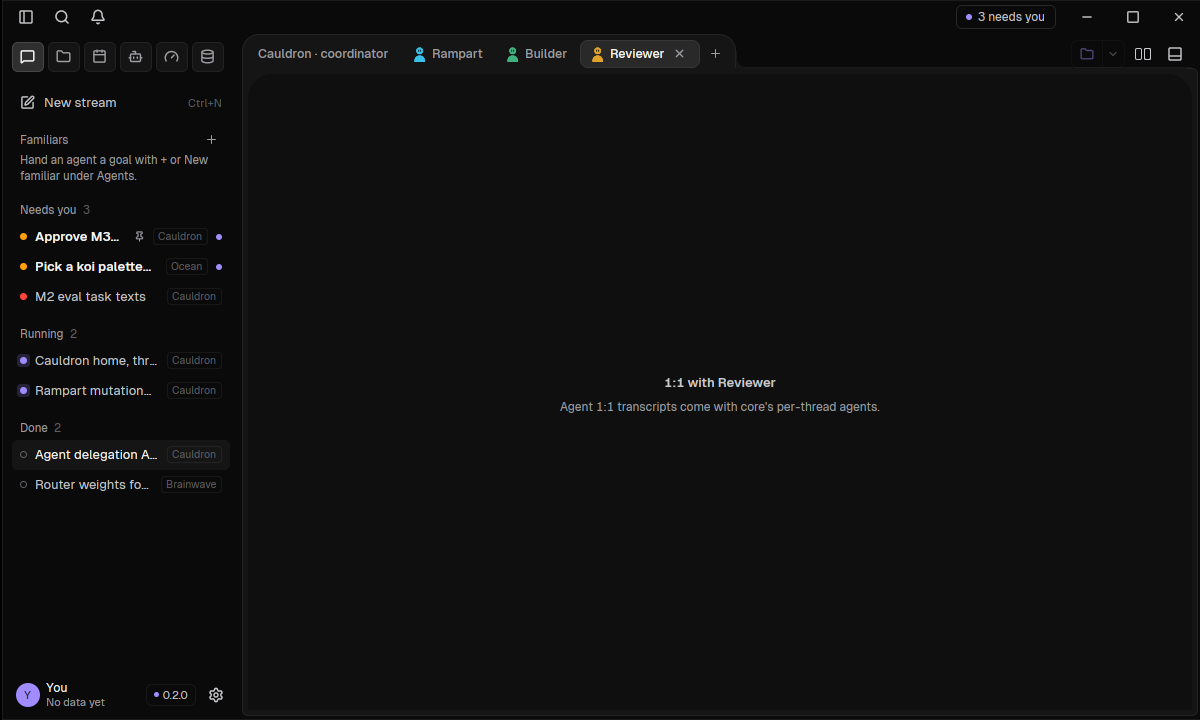 3 needs you
Cauldron · coordinator
Rampart
Builder
Reviewer
New stream
Ctrl+N
Familiars
Hand an agent a goal with + or New
familiar under Agents.
Needs you 3
Approve M3...
Cauldron
Pick a koi palette...
Ocean
M2 eval task texts
Cauldron
Running 2
Cauldron home, thr...
Cauldron
Rampart mutation...
Cauldron
Done 2
Agent delegation A...
Cauldron
Router weights fo...
Brainwave
1:1 with Reviewer
Agent 1:1 transcripts come with core's per-thread agents.
Y
You
No data yet
0.2.0